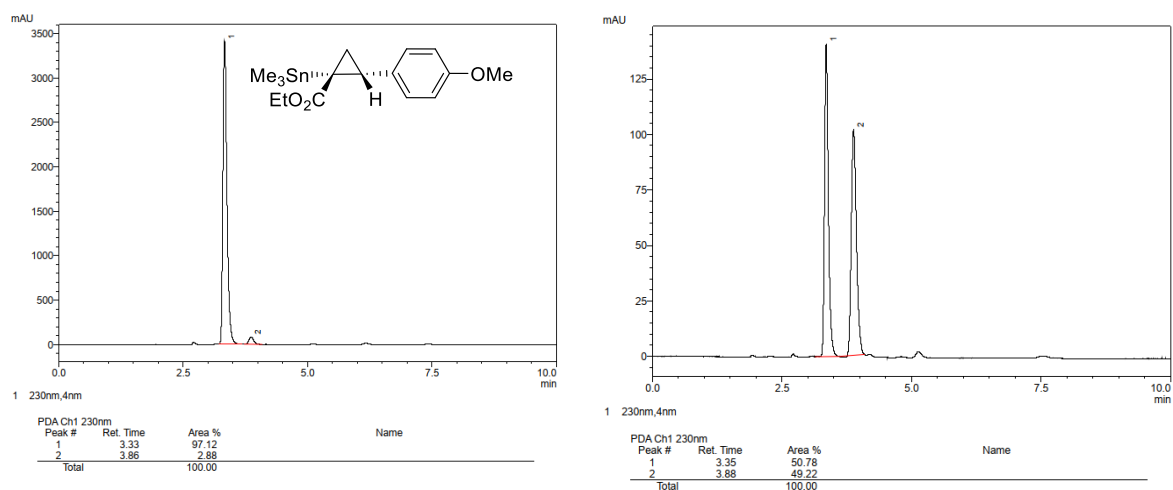 mAU
3500
3000
2500
2000
1500
1000
500
0
1
2
Me3Sn
EtO2C
H
OMe
0.0
2.5
5.0
7.5
10.0
min
1 230nm,4nm
PDA Ch1 230nm
Peak # Ret. Time Area % Name
1 3.33 97.12
2 3.86 2.88
Total 100.00
mAU
125
100
75
50
25
0
1
2
0.0
2.5
5.0
7.5
10.0
min
1 230nm,4nm
PDA Ch1 230nm
Peak # Ret. Time Area % Name
1 3.35 50.78
2 3.88 49.22
Total 100.00